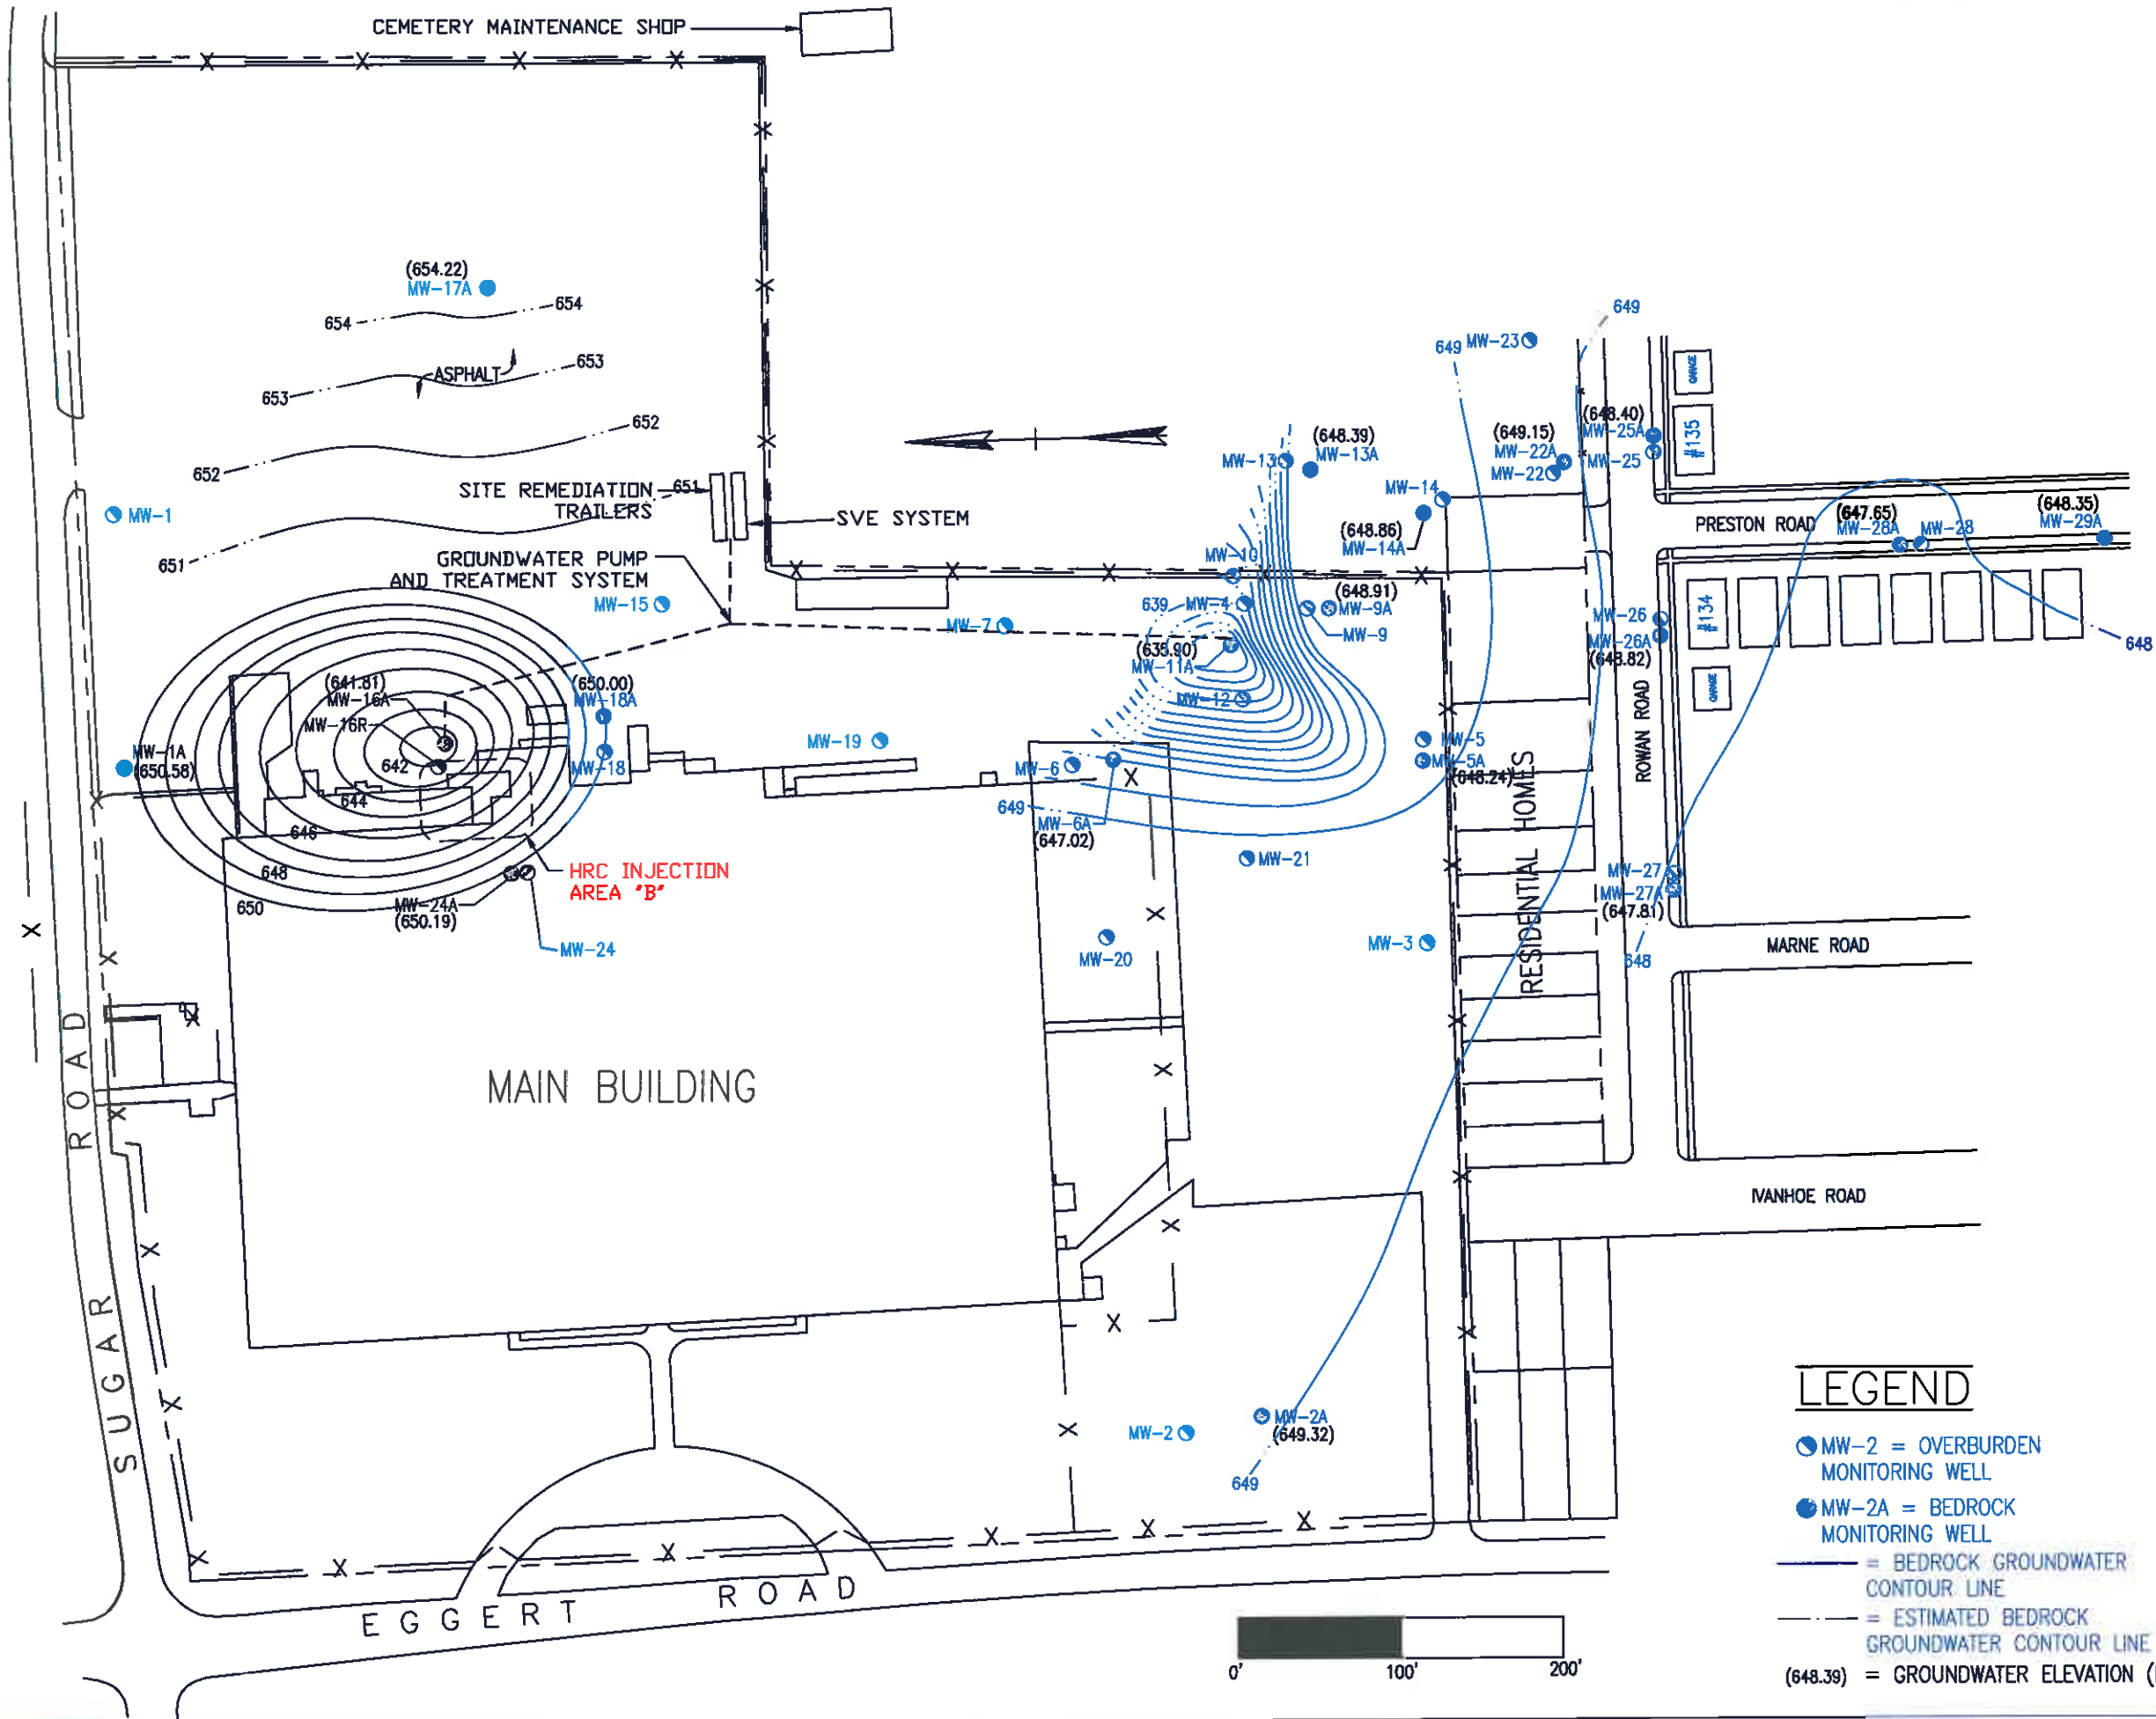 CEMETERY MAINTENANCE SHOP
(654.22)
MW-17A
654
654
653
ASPHALT
653
652
652
651
651
SITE REMEDIATION
TRAILERS
SVE SYSTEM
GROUNDWATER PUMP
AND TREATMENT SYSTEM
MW-1
MW-15
MW-7
(641.81)
MW-16A
MW-16R
(650.00)
MW-18A
MW-18
MW-1A
(650.58)
642
644
646
648
650
MW-19
HRC INJECTION
AREA "B"
MW-24A
(650.19)
MW-24
649
MW-23
649
(648.39)
MW-13
MW-13A
(649.15)
MW-22A
MW-22
(648.40)
MW-25A
MW-25
GARAGE
#135
MW-14
(648.86)
MW-14A
MW-10
639
MW-4
(648.91)
MW-9A
MW-9
(635.90)
MW-11A
MW-12
MW-6
MW-6A
(647.02)
649
MW-5
MW-5A
(648.24)
MW-21
MW-20
MW-3
PRESTON ROAD
(647.65)
MW-28A
MW-28
(648.35)
MW-29A
648
MW-26
MW-26A
(648.82)
#134
GARAGE
ROWAN ROAD
RESIDENTIAL HOMES
MW-27
MW-27A
(647.81)
648
MARNE ROAD
IVANHOE ROAD
MAIN BUILDING
SUGAR ROAD
MW-2
MW-2A
(649.32)
649
EGGERT ROAD
0'
100'
200'
LEGEND
MW-2 = OVERBURDEN
MONITORING WELL
MW-2A = BEDROCK
MONITORING WELL
= BEDROCK GROUNDWATER
CONTOUR LINE
= ESTIMATED BEDROCK
GROUNDWATER CONTOUR LINE
(648.39) = GROUNDWATER ELEVATION (